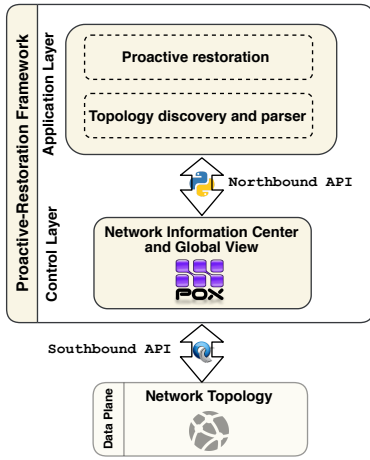 Proactive-Restoration Framework
Application Layer
Proactive restoration
Topology discovery and parser
Northbound API
Control Layer
Network Information Center
and Global View
POX
Southbound API
Data Plane
Network Topology